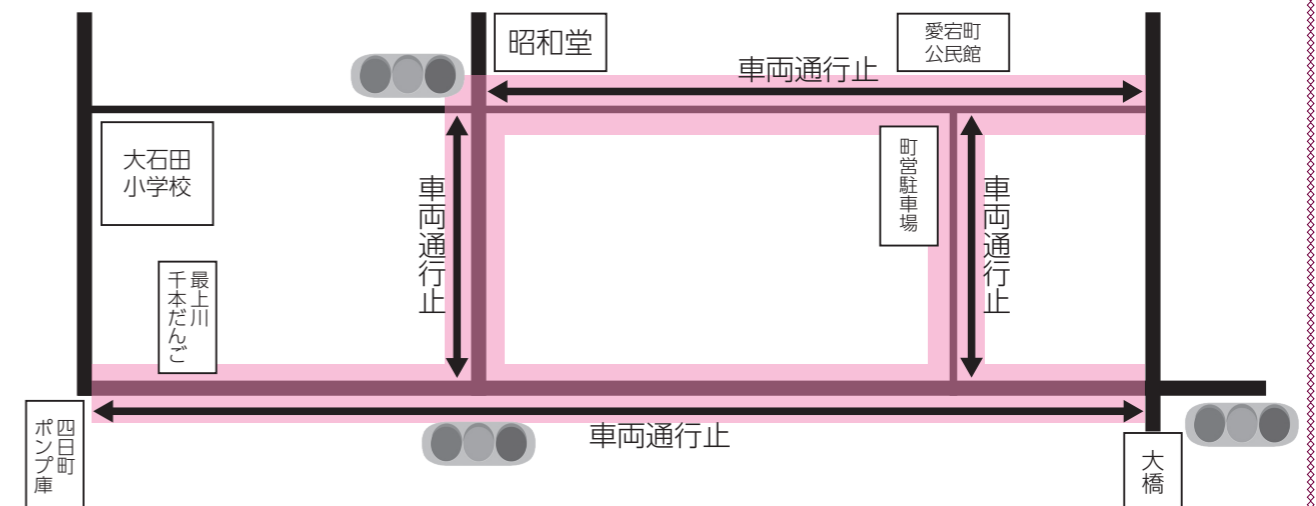 昭和堂
愛宕町
公民館
車両通行止
大石田
小学校
町営駐車場
車両通行止
車両通行止
最上川
千本だんご
四日町
ポンプ庫
車両通行止
大橋